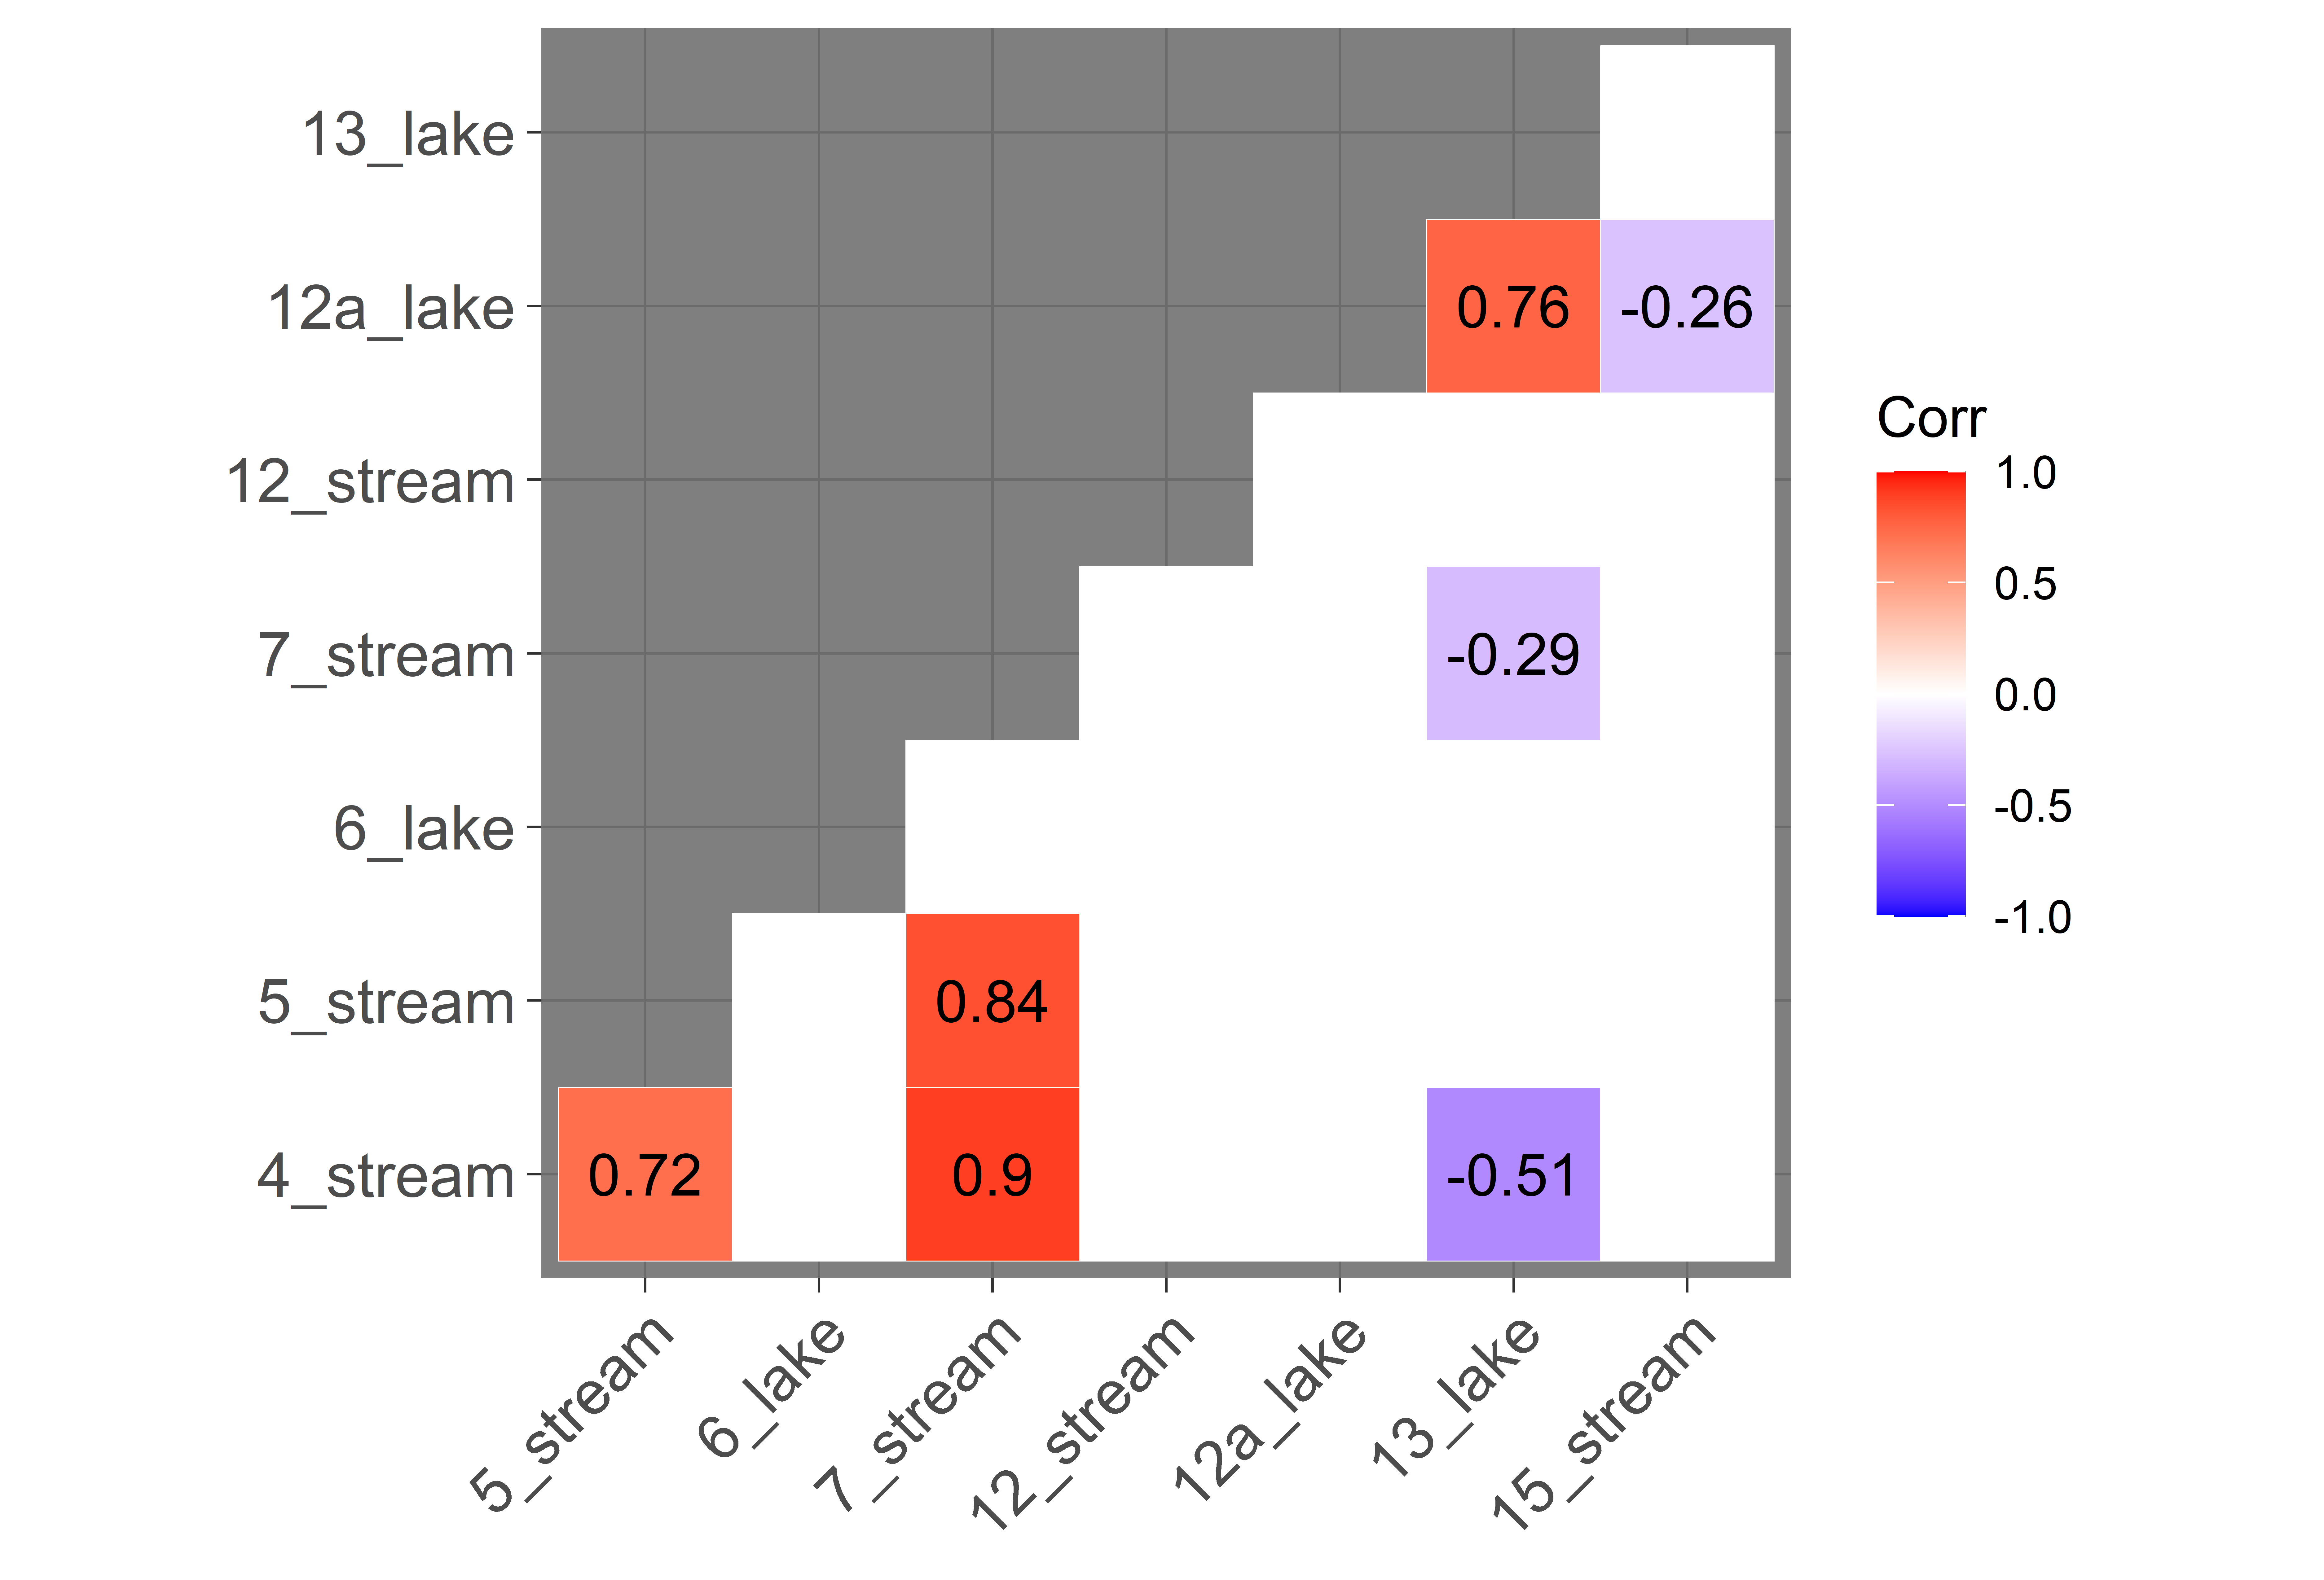 13_lake
12a_lake
0.76 -0.26
12_stream
7_stream
-0.29
6_lake
5_stream
0.84
4_stream
0.72 0.9 -0.51
5_stream
6_lake
7_stream
12_stream
12a_lake
13_lake
15_stream
Corr
1.0
0.5
0.0
-0.5
-1.0